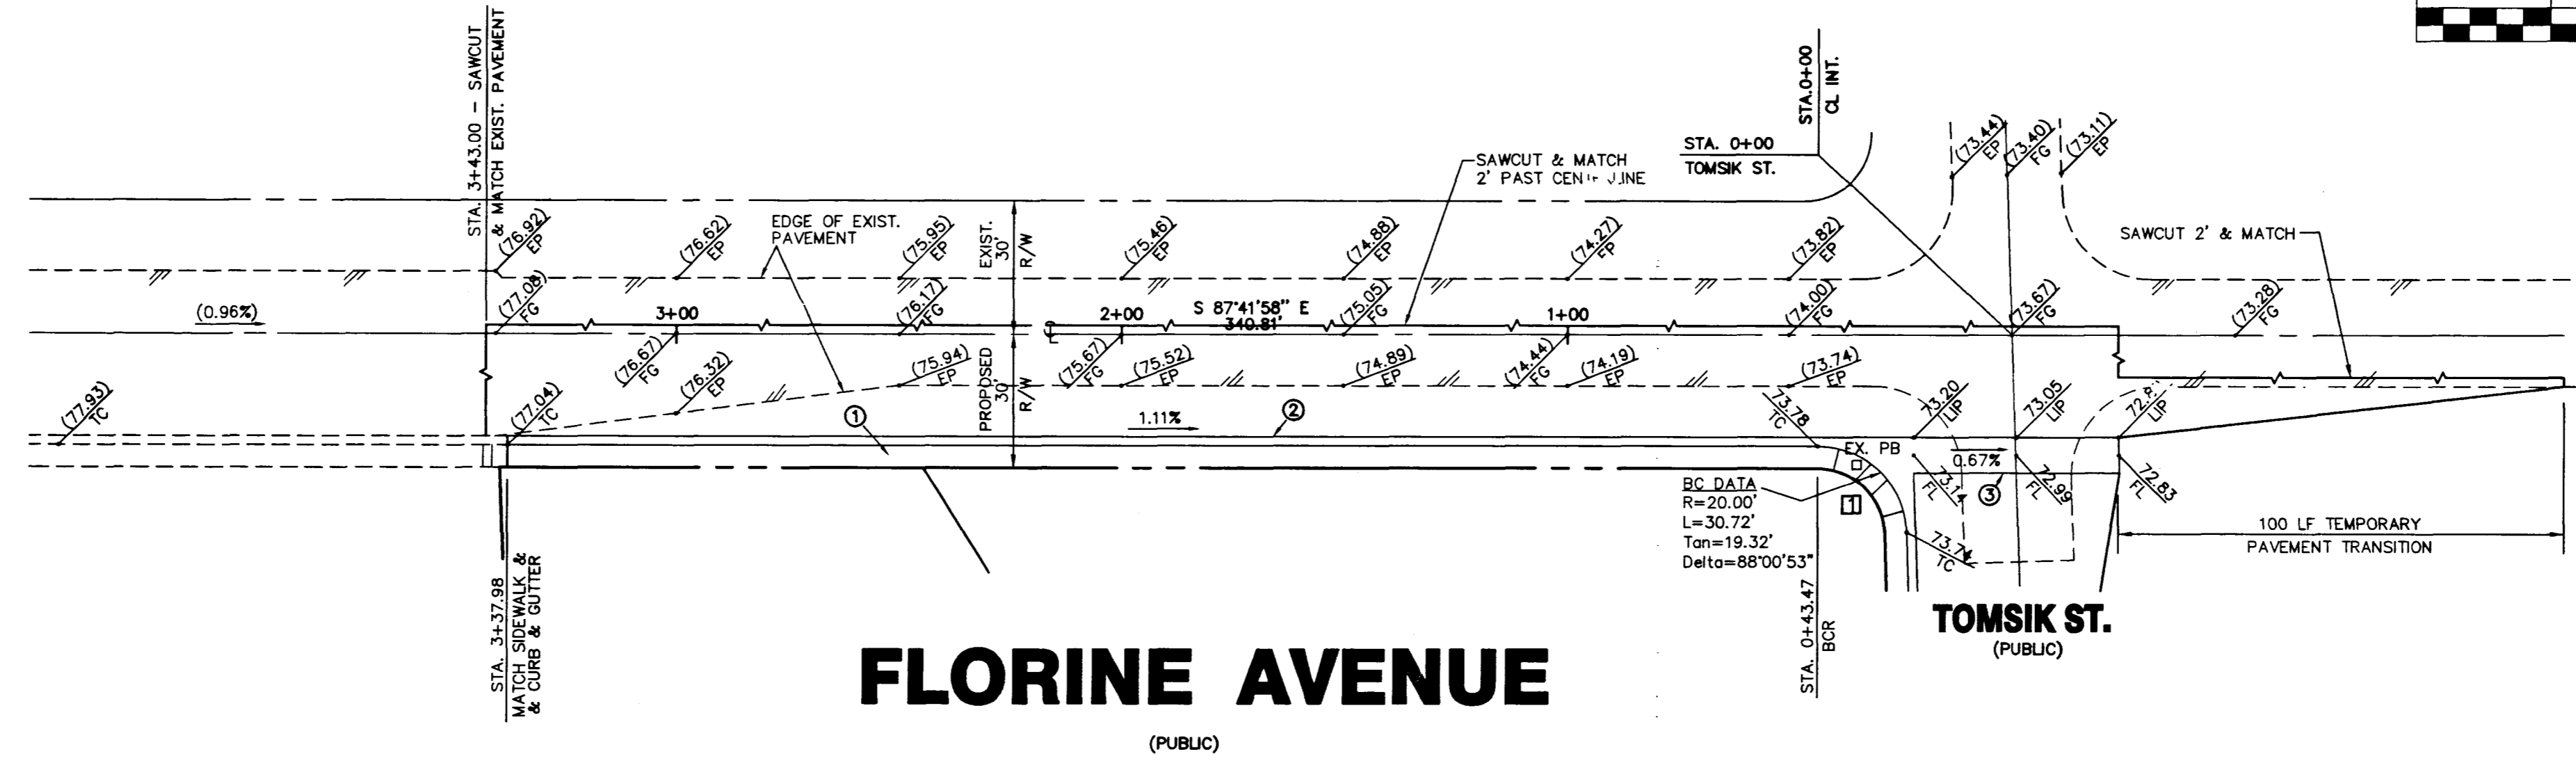 STA. 3+43.00 - SAWCUT
& MATCH EXIST. PAVEMENT
STA.0+00
CL INT.
STA. 0+00
TOMSIK ST.
SAWCUT & MATCH
2' PAST
(73.44)
EP
(73.40)
FG
(73.11)
EP
EDGE OF EXIST.
PAVEMENT
EXIST.
30'
R/W
SAWCUT 2' & MATCH
(76.92)
EP
(76.62)
EP
(75.95)
EP
(75.46)
EP
(74.88)
EP
(74.27)
EP
(73.82)
EP
(0.96%)
(77.08)
FG
3+00
(76.17)
FG
2+00
S 87°41'58" E
340.81'
(75.05)
FG
1+00
(74.00)
FG
(73.67)
FG
(73.28)
FG
(76.67)
FG
(76.32)
EP
(75.94)
EP
PROPOSED
30'
R/W
(75.67)
FG
(75.52)
EP
(74.89)
EP
(74.44)
FG
(74.19)
EP
(73.74)
EP
(77.93)
TC
(77.04)
TC
1
1.11%
2
73.78
TC
73.20
LIP
73.05
LIP
LIP
EX. PB
0.67%
3
FL
72.99
FL
72.83
FL
BC DATA
R=20.00'
L=30.72'
Tan=19.32'
Delta=88°00'53"
1
73.74
TC
100 LF TEMPORARY
PAVEMENT TRANSITION
STA. 3+37.98
MATCH SIDEWALK &
& CURB & GUTTER
STA. 0+43.47
BCR
TOMSIK ST.
(PUBLIC)
FLORINE AVENUE
(PUBLIC)